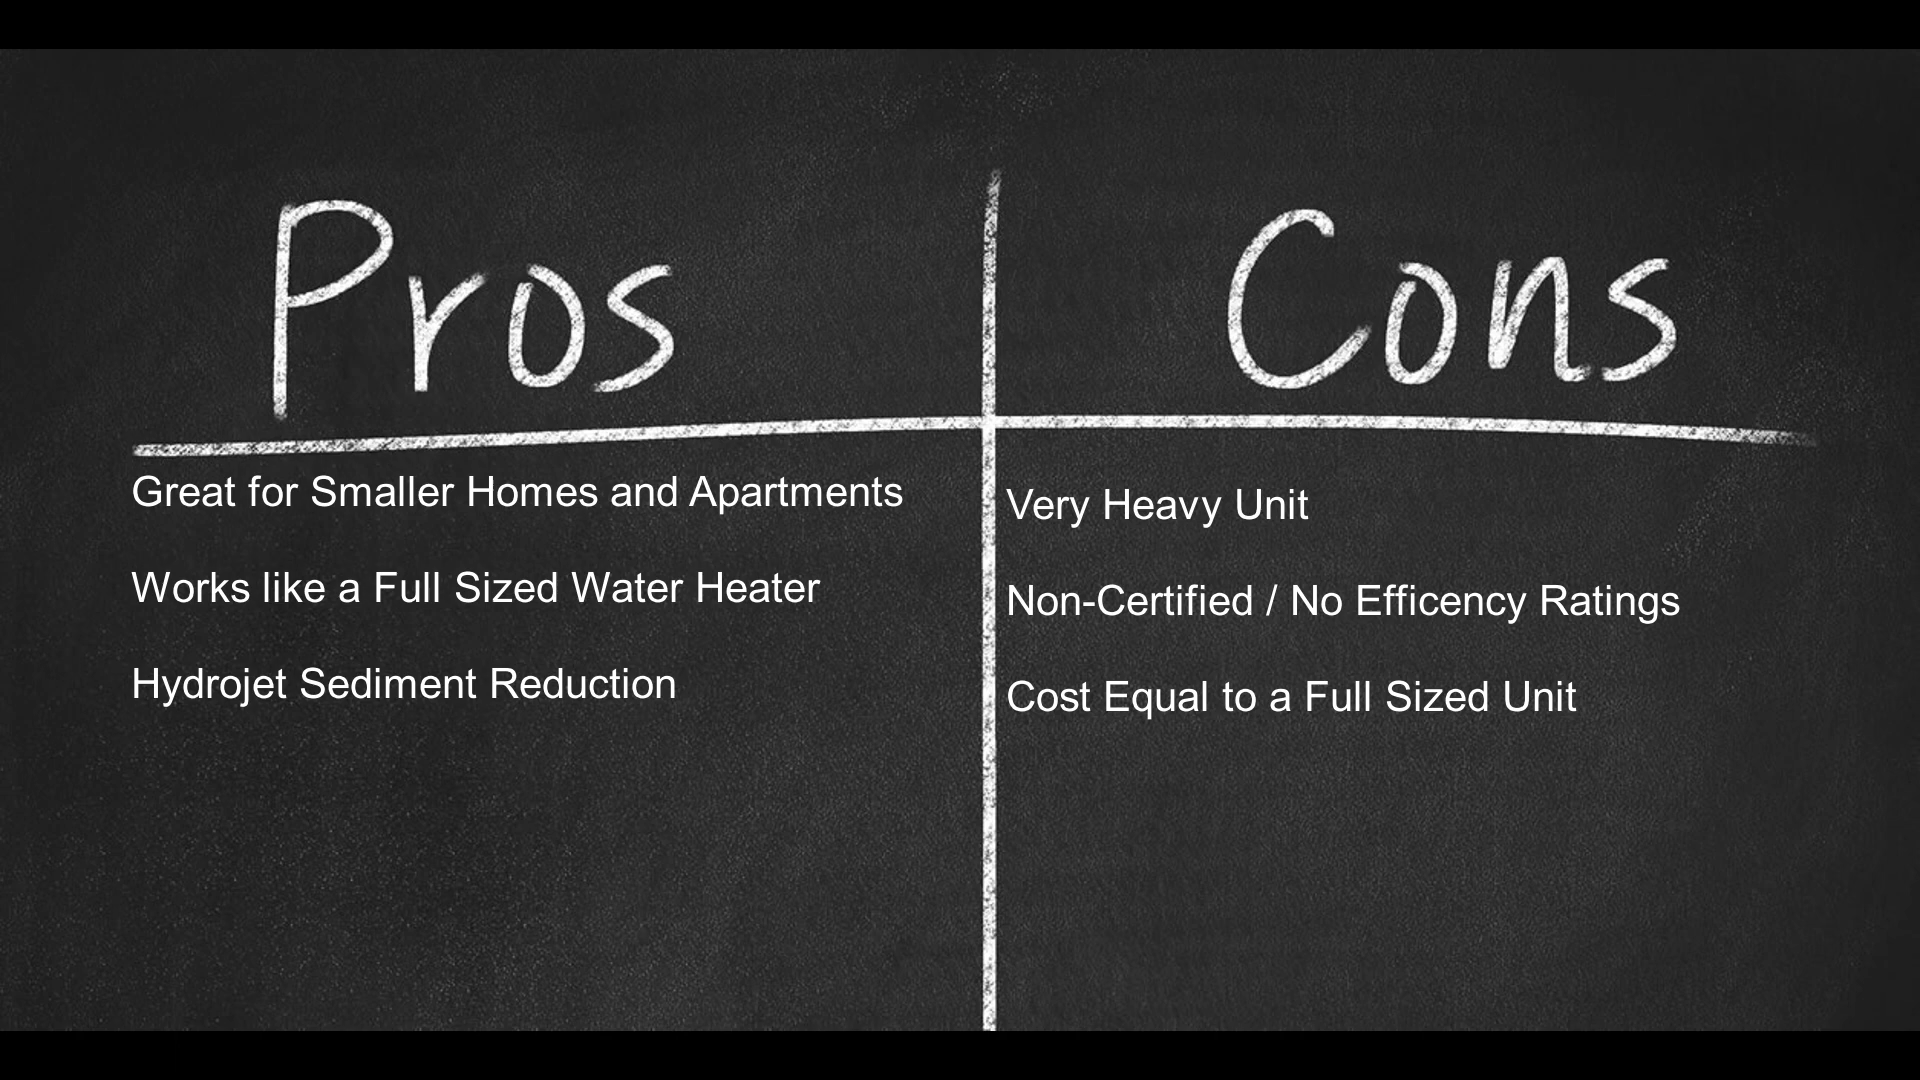 Pros
Great for Smaller Homes and Apartments
Works like a Full Sized Water Heater
Hydrojet Sediment Reduction
Cons
Very Heavy Unit
Non-Certified / No Efficency Ratings
Cost Equal to a Full Sized Unit